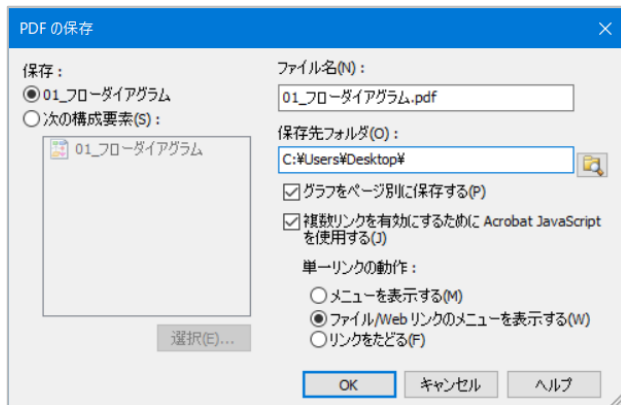 PDF の保存
保存：
01_フローダイアグラム
次の構成要素(S)：
01_フローダイアグラム
選択(E)...
ファイル名(N)：
01_フローダイアグラム.pdf
保存先フォルダ(O)：
C:¥Users¥Desktop¥
グラフをページ別に保存する(P)
複数リンクを有効にするために Acrobat JavaScript
を使用する(J)
単一リンクの動作：
メニューを表示する(M)
ファイル/Web リンクのメニューを表示する(W)
リンクをたどる(F)
OK
キャンセル
ヘルプ